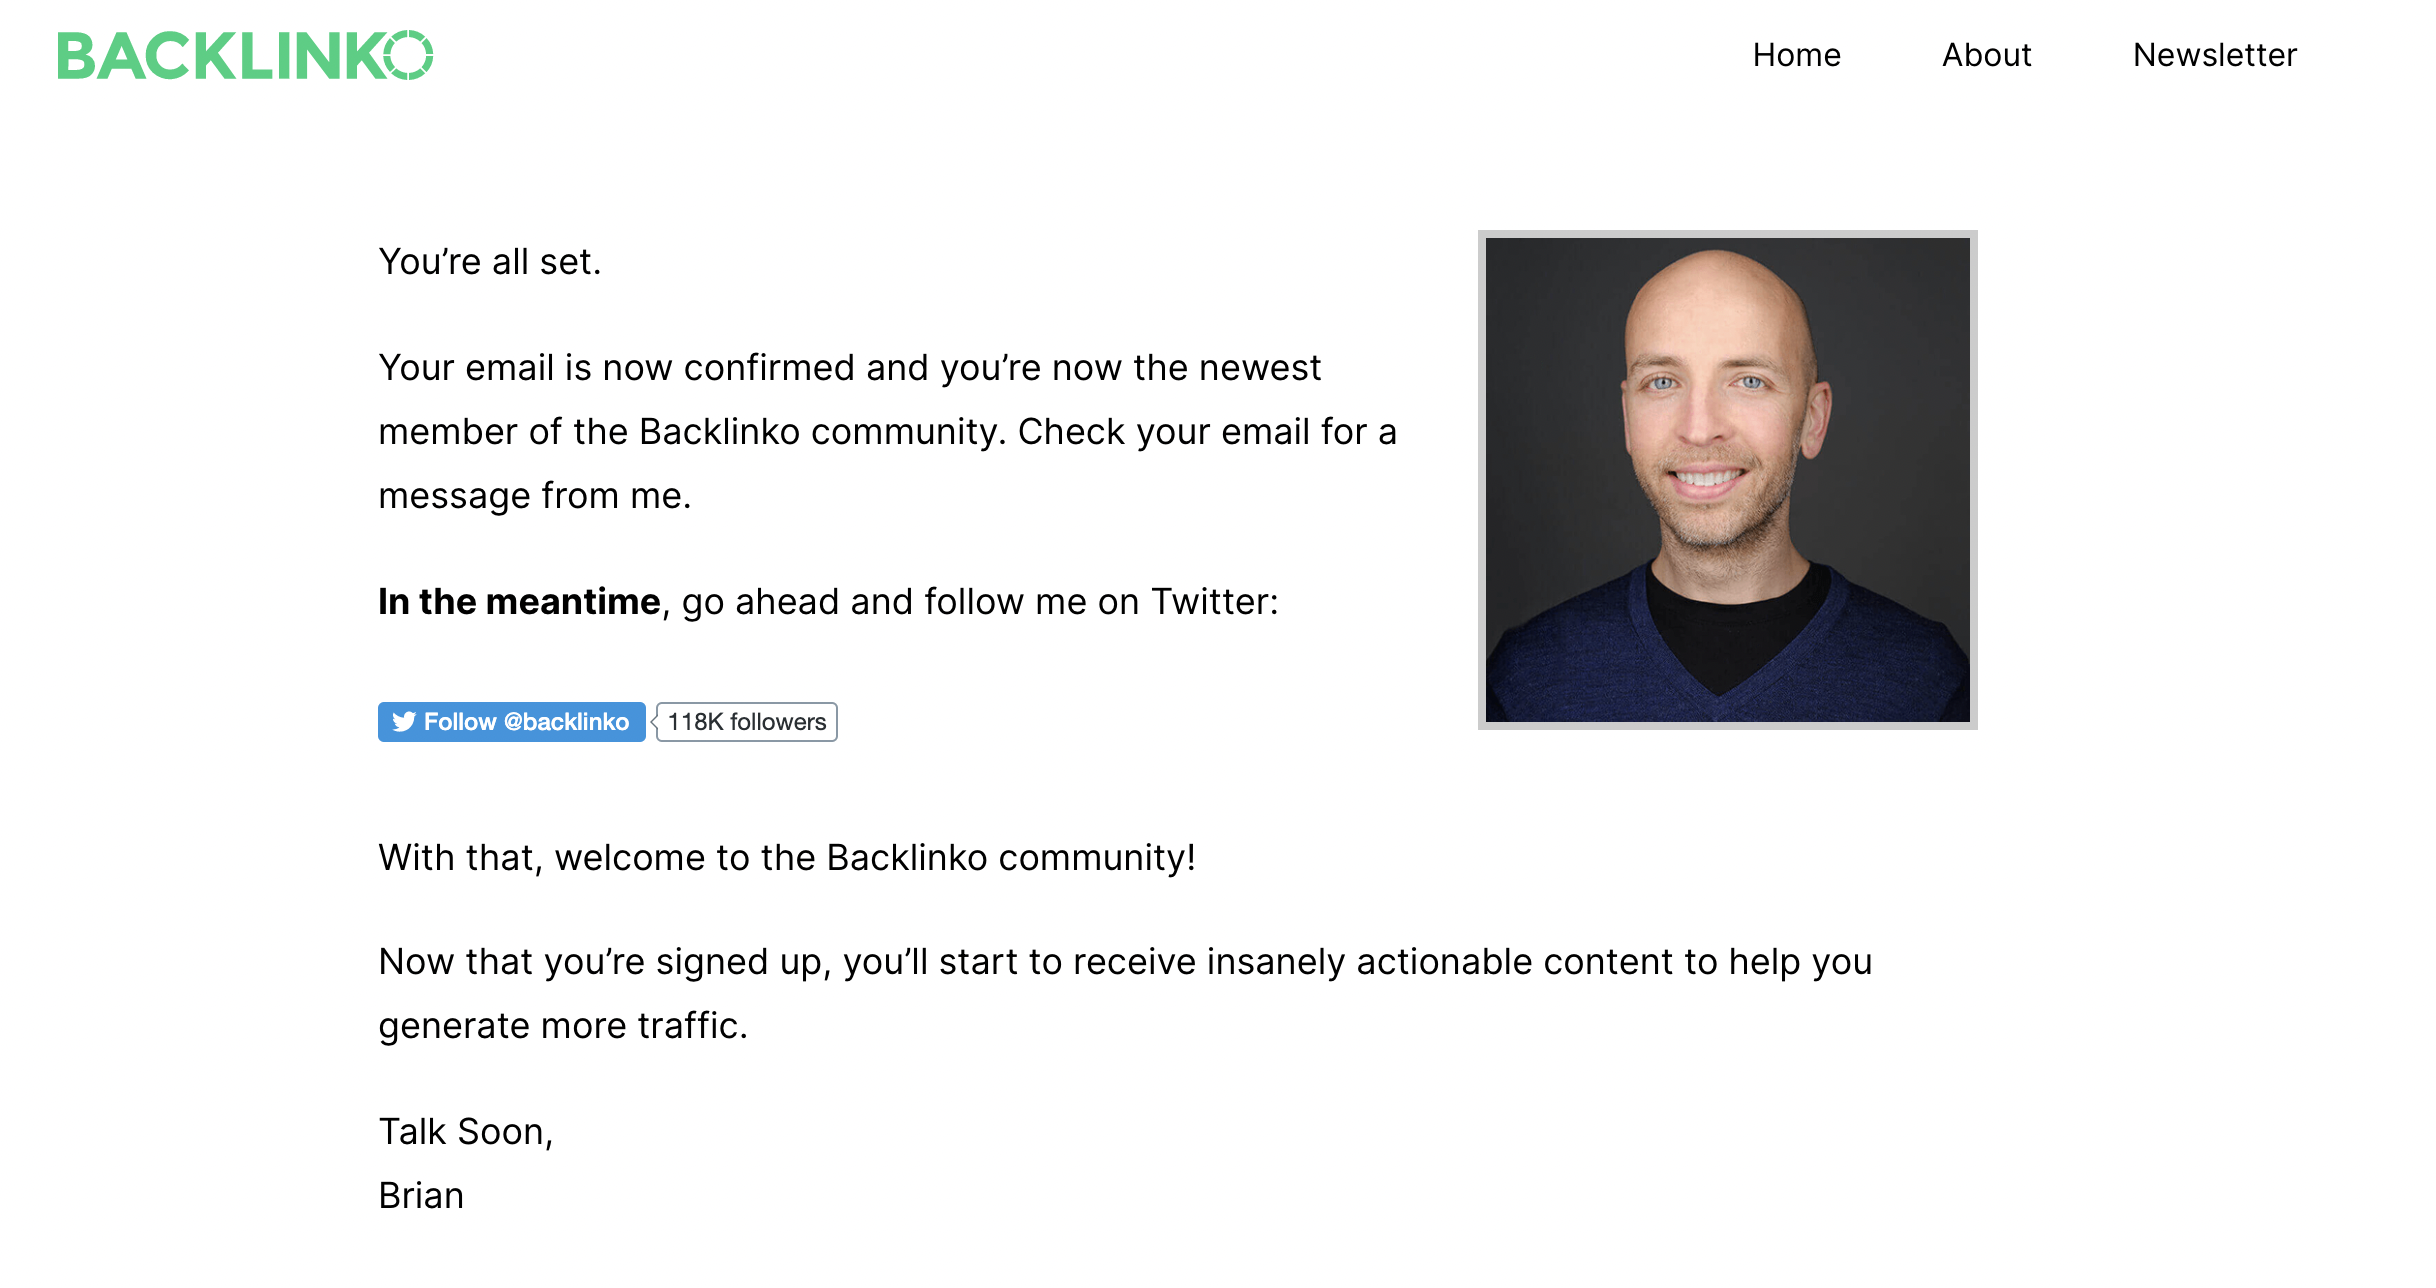 BACKLINKO
Home About Newsletter
You’re all set.
Your email is now confirmed and you’re now the newest
member of the Backlinko community. Check your email for a
message from me.
In the meantime, go ahead and follow me on Twitter:
Follow @backlinko 118K followers
With that, welcome to the Backlinko community!
Now that you’re signed up, you’ll start to receive insanely actionable content to help you
generate more traffic.
Talk Soon,
Brian